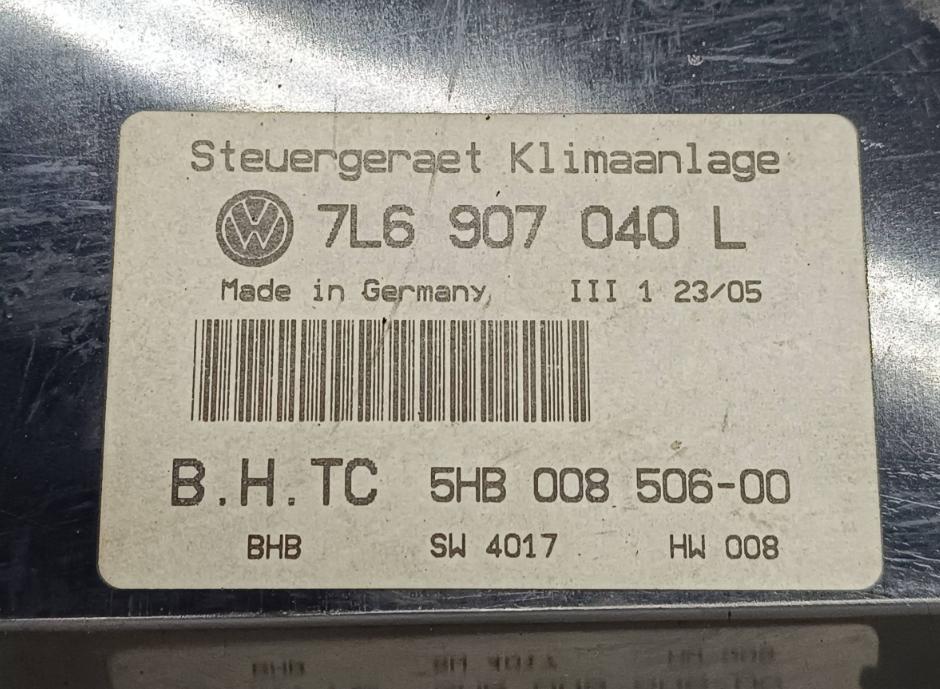 Steuergeraet Klimaanlage
7L6 907 040 L
Made in Germany, III 1 23/05
B.H.TC 5HB 008 506-00
BHB SW 4017 HW 008